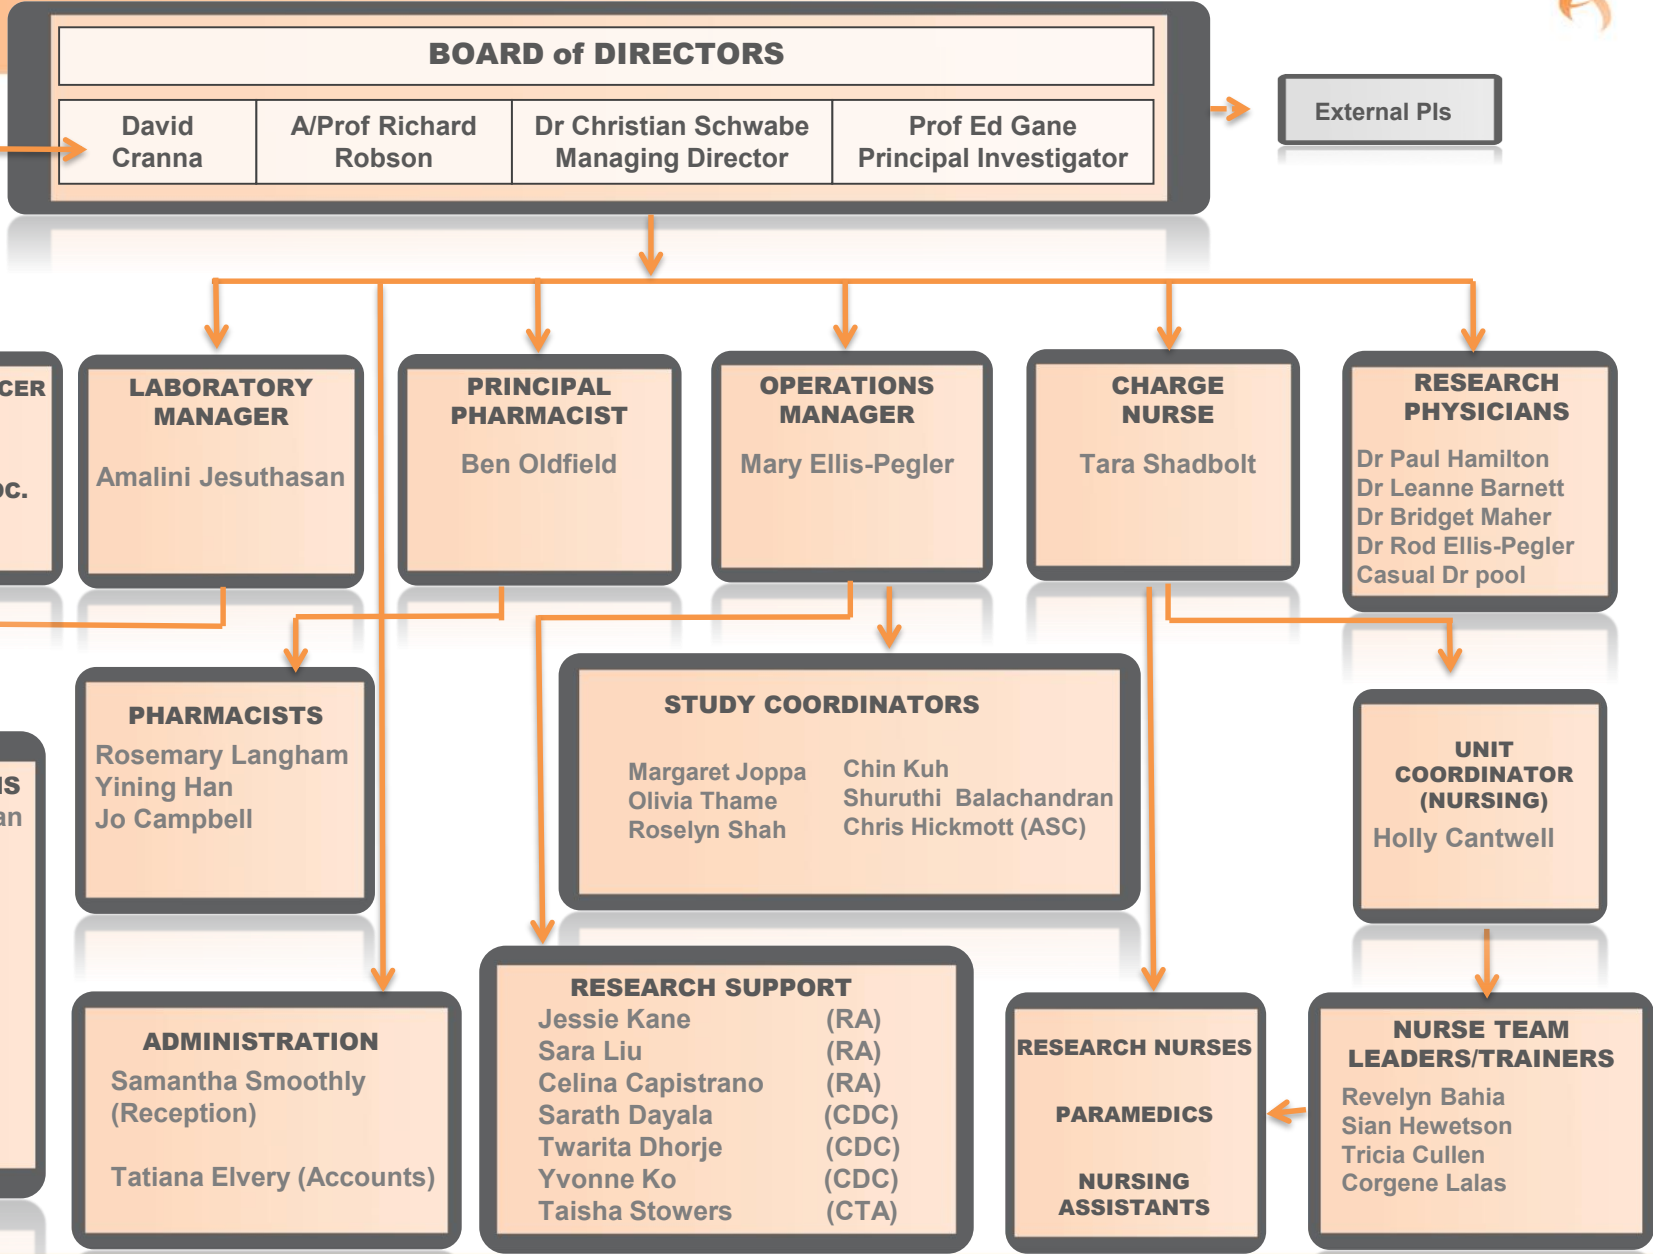 BOARD of DIRECTORS
David
Cranna
A/Prof Richard
Robson
Dr Christian Schwabe
Managing Director
Prof Ed Gane
Principal Investigator
External PIs
CER
OC.
LABORATORY
MANAGER
Amalini Jesuthasan
PRINCIPAL
PHARMACIST
Ben Oldfield
OPERATIONS
MANAGER
Mary Ellis-Pegler
CHARGE
NURSE
Tara Shadbolt
RESEARCH
PHYSICIANS
Dr Paul Hamilton
Dr Leanne Barnett
Dr Bridget Maher
Dr Rod Ellis-Pegler
Casual Dr pool
an
PHARMACISTS
Rosemary Langham
Yining Han
Jo Campbell
STUDY COORDINATORS
Margaret Joppa
Olivia Thame
Roselyn Shah
Chin Kuh
Shuruthi Balachandran
Chris Hickmott (ASC)
UNIT
COORDINATOR
(NURSING)
Holly Cantwell
ADMINISTRATION
Samantha Smoothly
(Reception)
Tatiana Elvery (Accounts)
RESEARCH SUPPORT
Jessie Kane (RA)
Sara Liu (RA)
Celina Capistrano (RA)
Sarath Dayala (CDC)
Twarita Dhorje (CDC)
Yvonne Ko (CDC)
Taisha Stowers (CTA)
RESEARCH NURSES
PARAMEDICS
NURSING
ASSISTANTS
NURSE TEAM
LEADERS/TRAINERS
Revelyn Bahia
Sian Hewetson
Tricia Cullen
Corgene Lalas